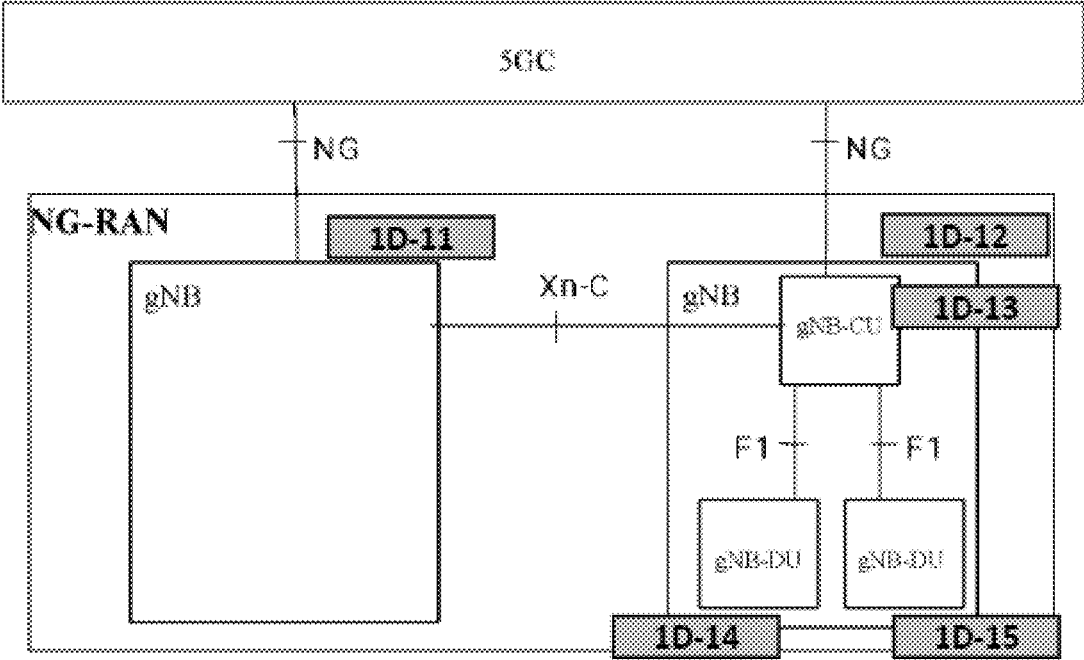 5GC
NG
NG
NG-RAN
1D-11
1D-12
gNB
Xn-C
gNB
1D-13
gNB-CU
F1
F1
gNB-DU
gNB-DU
1D-14
1D-15